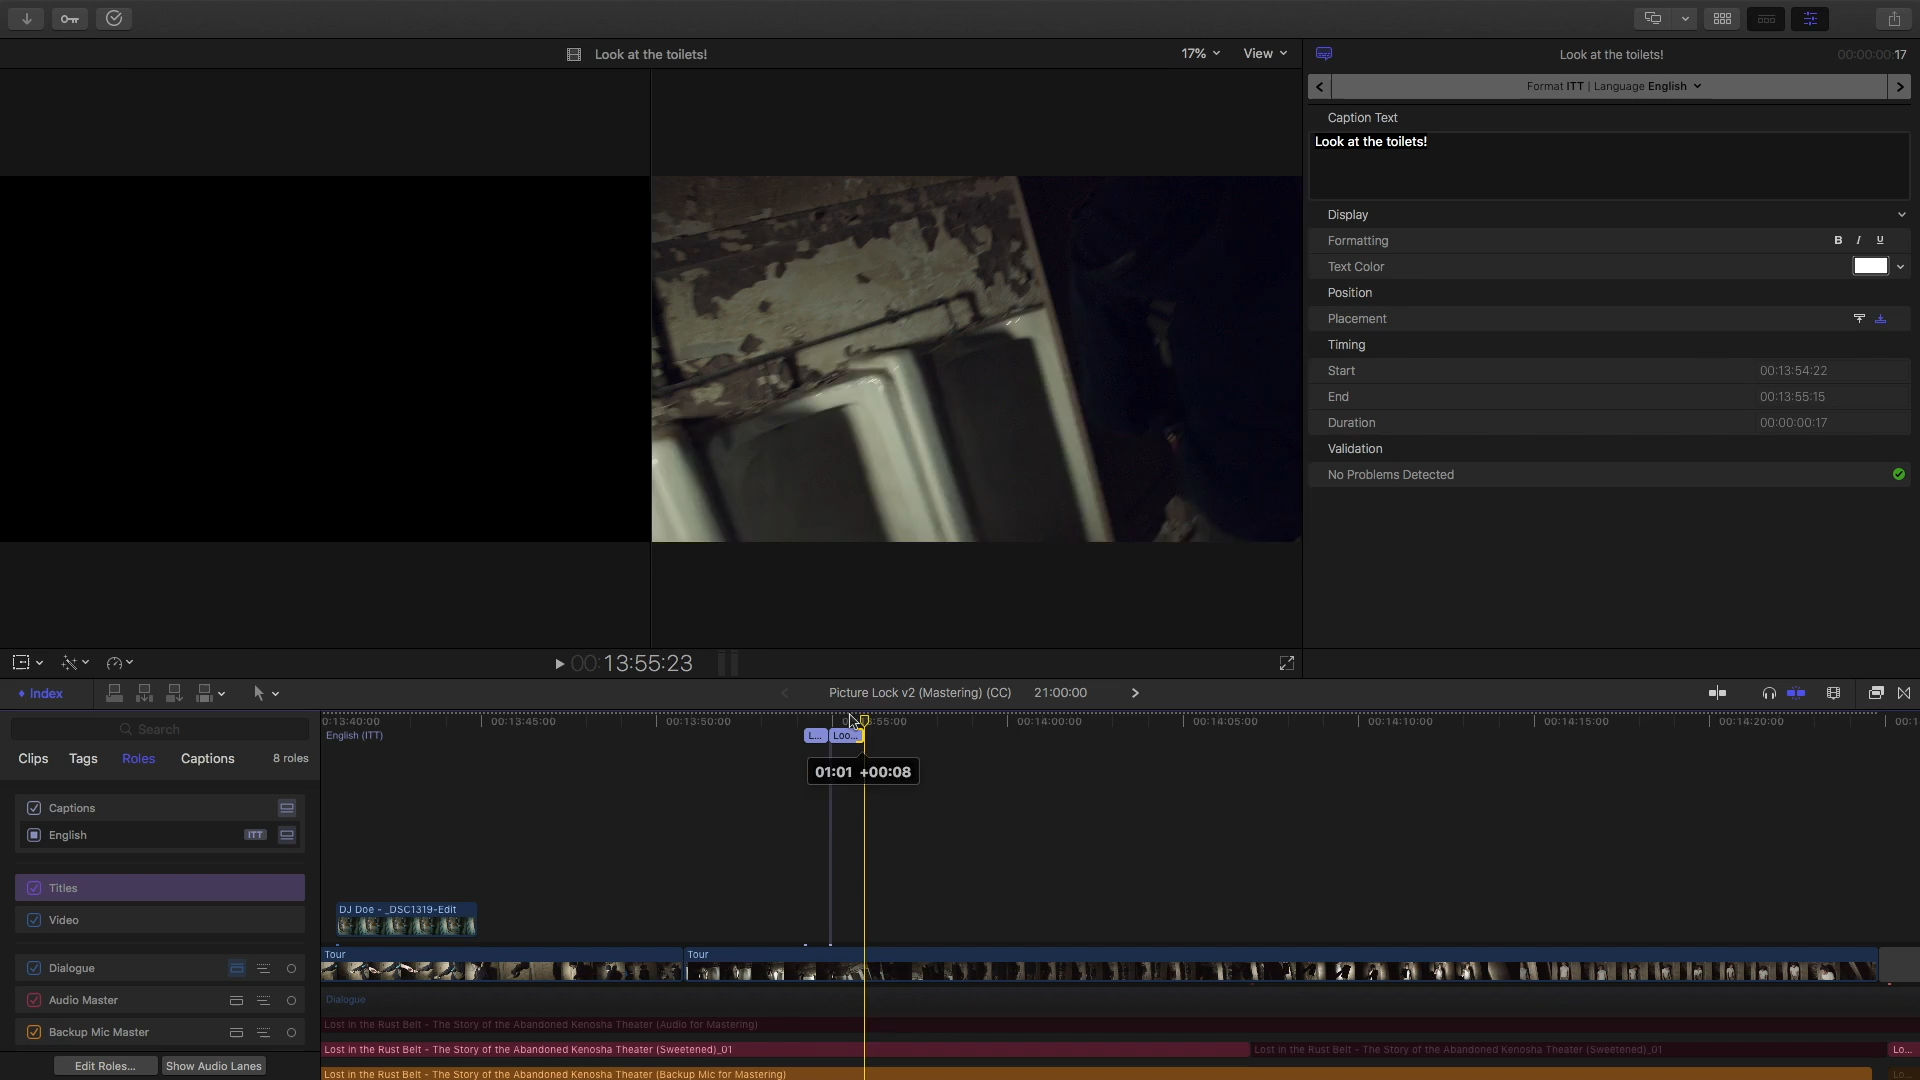 Look at the toilets!
17%
View
Look at the toilets!
00:00:00:17
Format ITT | Language English
Caption Text
Look at the toilets!
Display
Formatting
B I U
Text Color
Position
Placement
Timing
Start
00:13:54:22
End
00:13:55:15
Duration
00:00:00:17
Validation
No Problems Detected
00:13:55:23
Index
Picture Lock v2 (Mastering) (CC)
21:00:00
Search
0:13:40:00
00:13:45:00
00:13:50:00
00:14:00:00
00:14:05:00
00:14:10:00
00:14:15:00
00:14:20:00
English (ITT)
L...
Loo...
Clips
Tags
Roles
Captions
8 roles
01:01 +00:08
Captions
English
ITT
Titles
Video
DJ Doe - _DSC1319-Edit
Tour
Tour
Dialogue
Dialogue
Audio Master
Lost in the Rust Belt - The Story of the Abandoned Kenosha Theater (Audio for Mastering)
Backup Mic Master
Lost in the Rust Belt - The Story of the Abandoned Kenosha Theater (Sweetened)_01
Lost in the Rust Belt - The Story of the Abandoned Kenosha Theater (Sweetened)_01
Lo...
Edit Roles...
Show Audio Lanes
Lost in the Rust Belt - The Story of the Abandoned Kenosha Theater (Backup Mic for Mastering)
Lo...